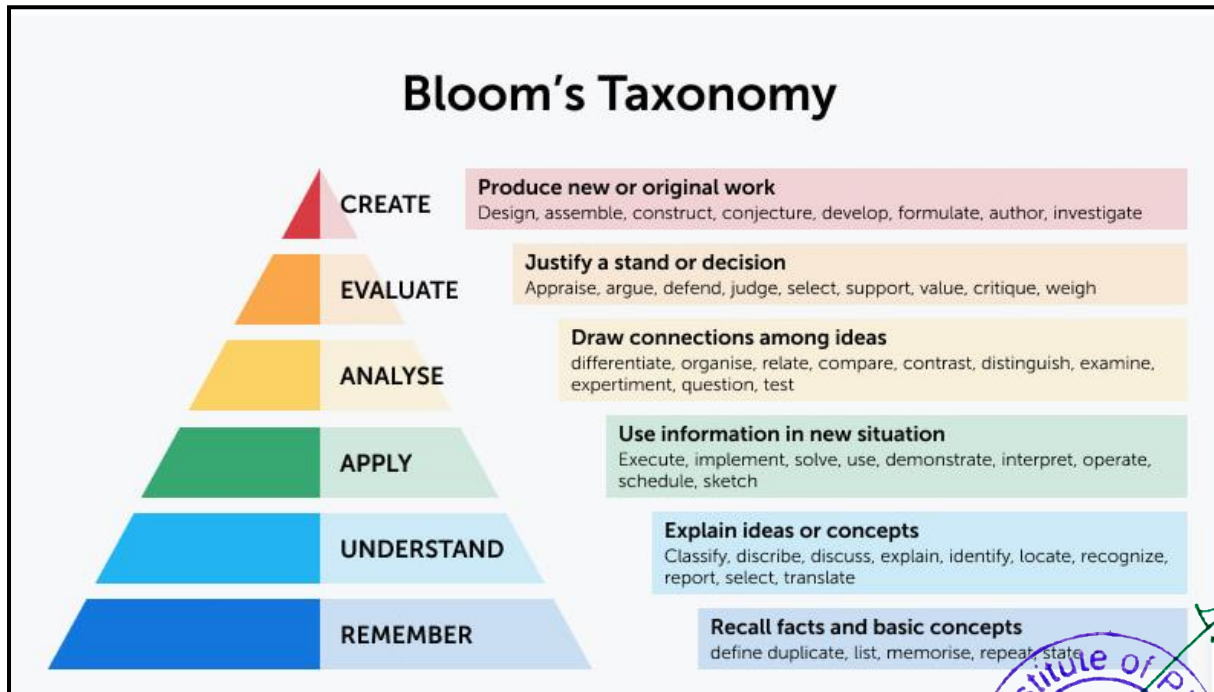 Bloom's Taxonomy
CREATE
Produce new or original work
Design, assemble, construct, conjecture, develop, formulate, author, investigate
EVALUATE
Justify a stand or decision
Appraise, argue, defend, judge, select, support, value, critique, weigh
ANALYSE
Draw connections among ideas
differentiate, organise, relate, compare, contrast, distinguish, examine,
expertiment, question, test
APPLY
Use information in new situation
Execute, implement, solve, use, demonstrate, interpret, operate,
schedule, sketch
UNDERSTAND
Explain ideas or concepts
Classify, discribe, discuss, explain, identify, locate, recognize,
report, select, translate
REMEMBER
Recall facts and basic concepts
define duplicate, list, memorise, repeat, state
of